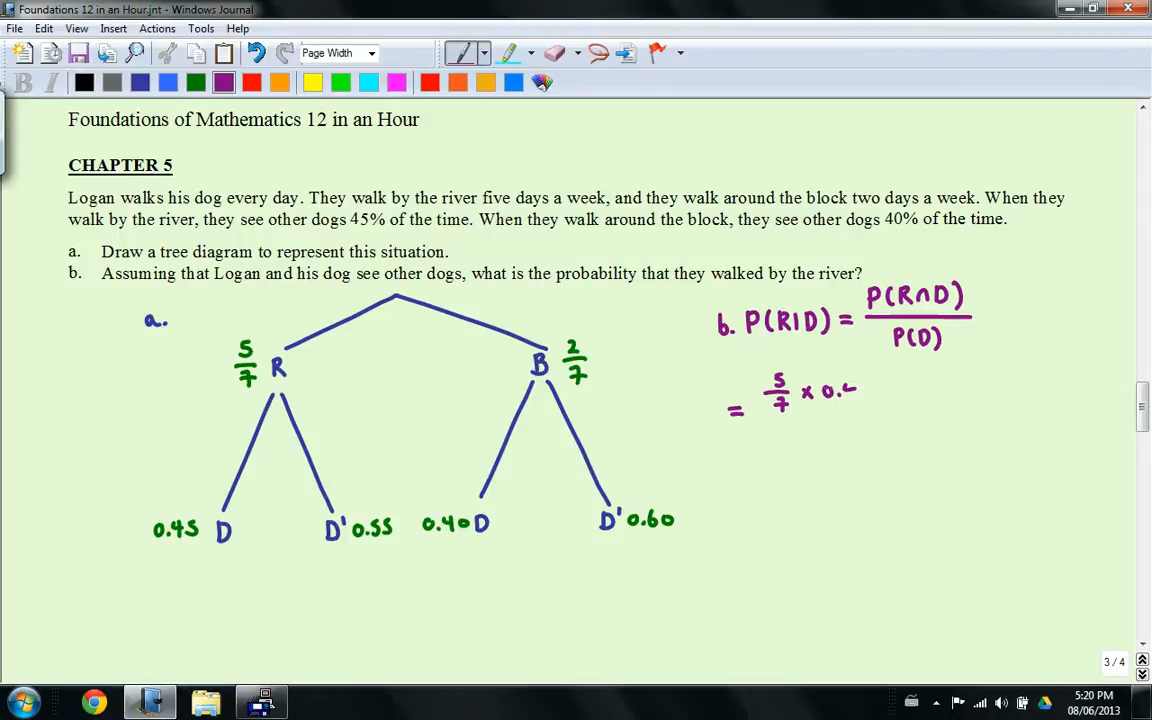 Foundations 12 in an Hour.jnt - Windows Journal
File Edit View Insert Actions Tools Help
Page Width
B I
Foundations of Mathematics 12 in an Hour
CHAPTER 5
Logan walks his dog every day. They walk by the river five days a week, and they walk around the block two days a week. When they
walk by the river, they see other dogs 45% of the time. When they walk around the block, they see other dogs 40% of the time.
a. Draw a tree diagram to represent this situation.
b. Assuming that Logan and his dog see other dogs, what is the probability that they walked by the river?
a.
b. P(R|D) = P(R∩D)
P(D)
5/7 R B 2/7
= 5/7 × 0.
0.45 D D' 0.55 0.40 D D' 0.60
3 / 4
5:20 PM
08/06/2013